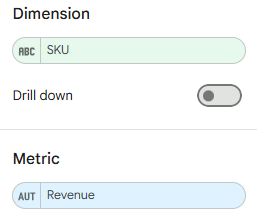 Dimension
ABC SKU
Drill down
Metric
AUT Revenue